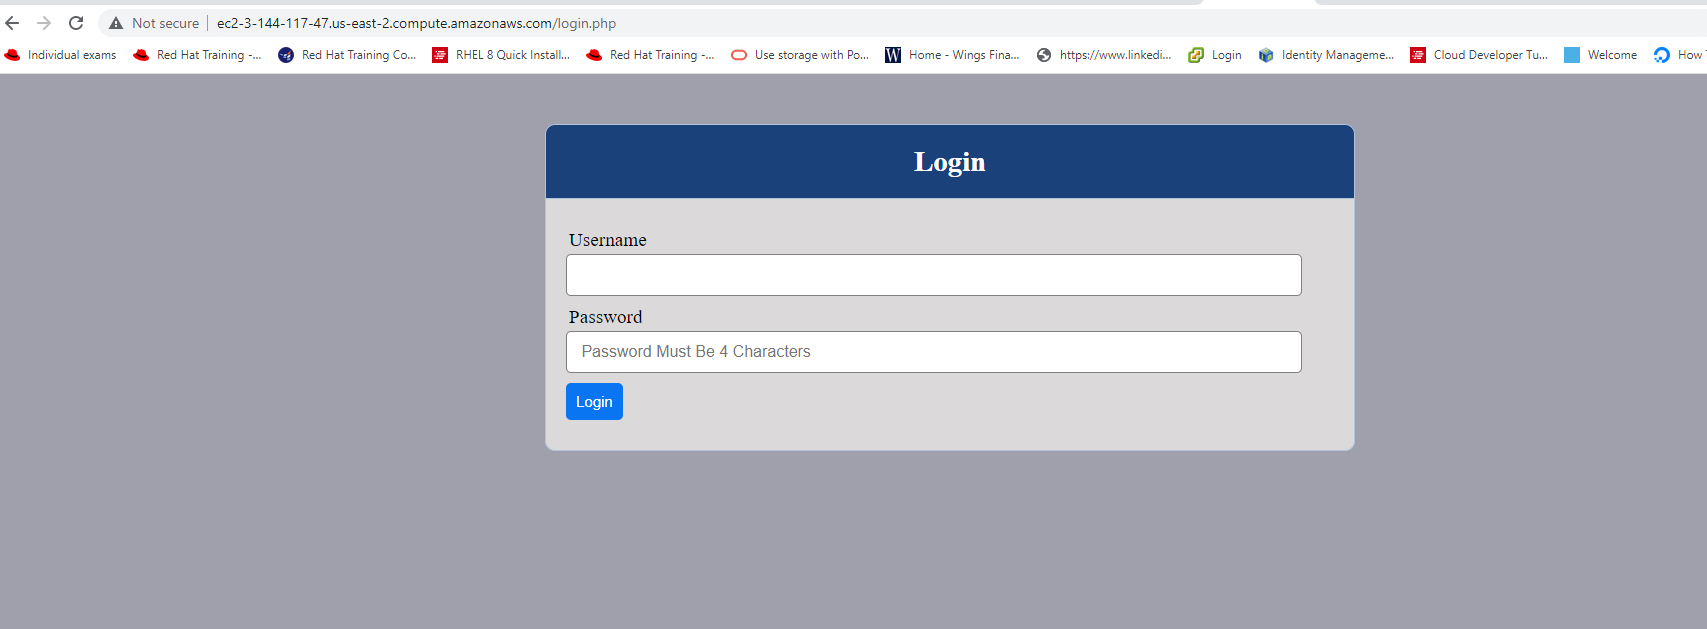 Not secure | ec2-3-144-117-47.us-east-2.compute.amazonaws.com/login.php
Individual exams Red Hat Training -... Red Hat Training Co... RHEL 8 Quick Install... Red Hat Training -... Use storage with Po... W Home - Wings Fina... https://www.linkedi... Login Identity Manageme... Cloud Developer Tu... Welcome How
Login
Username
Password
Password Must Be 4 Characters
Login